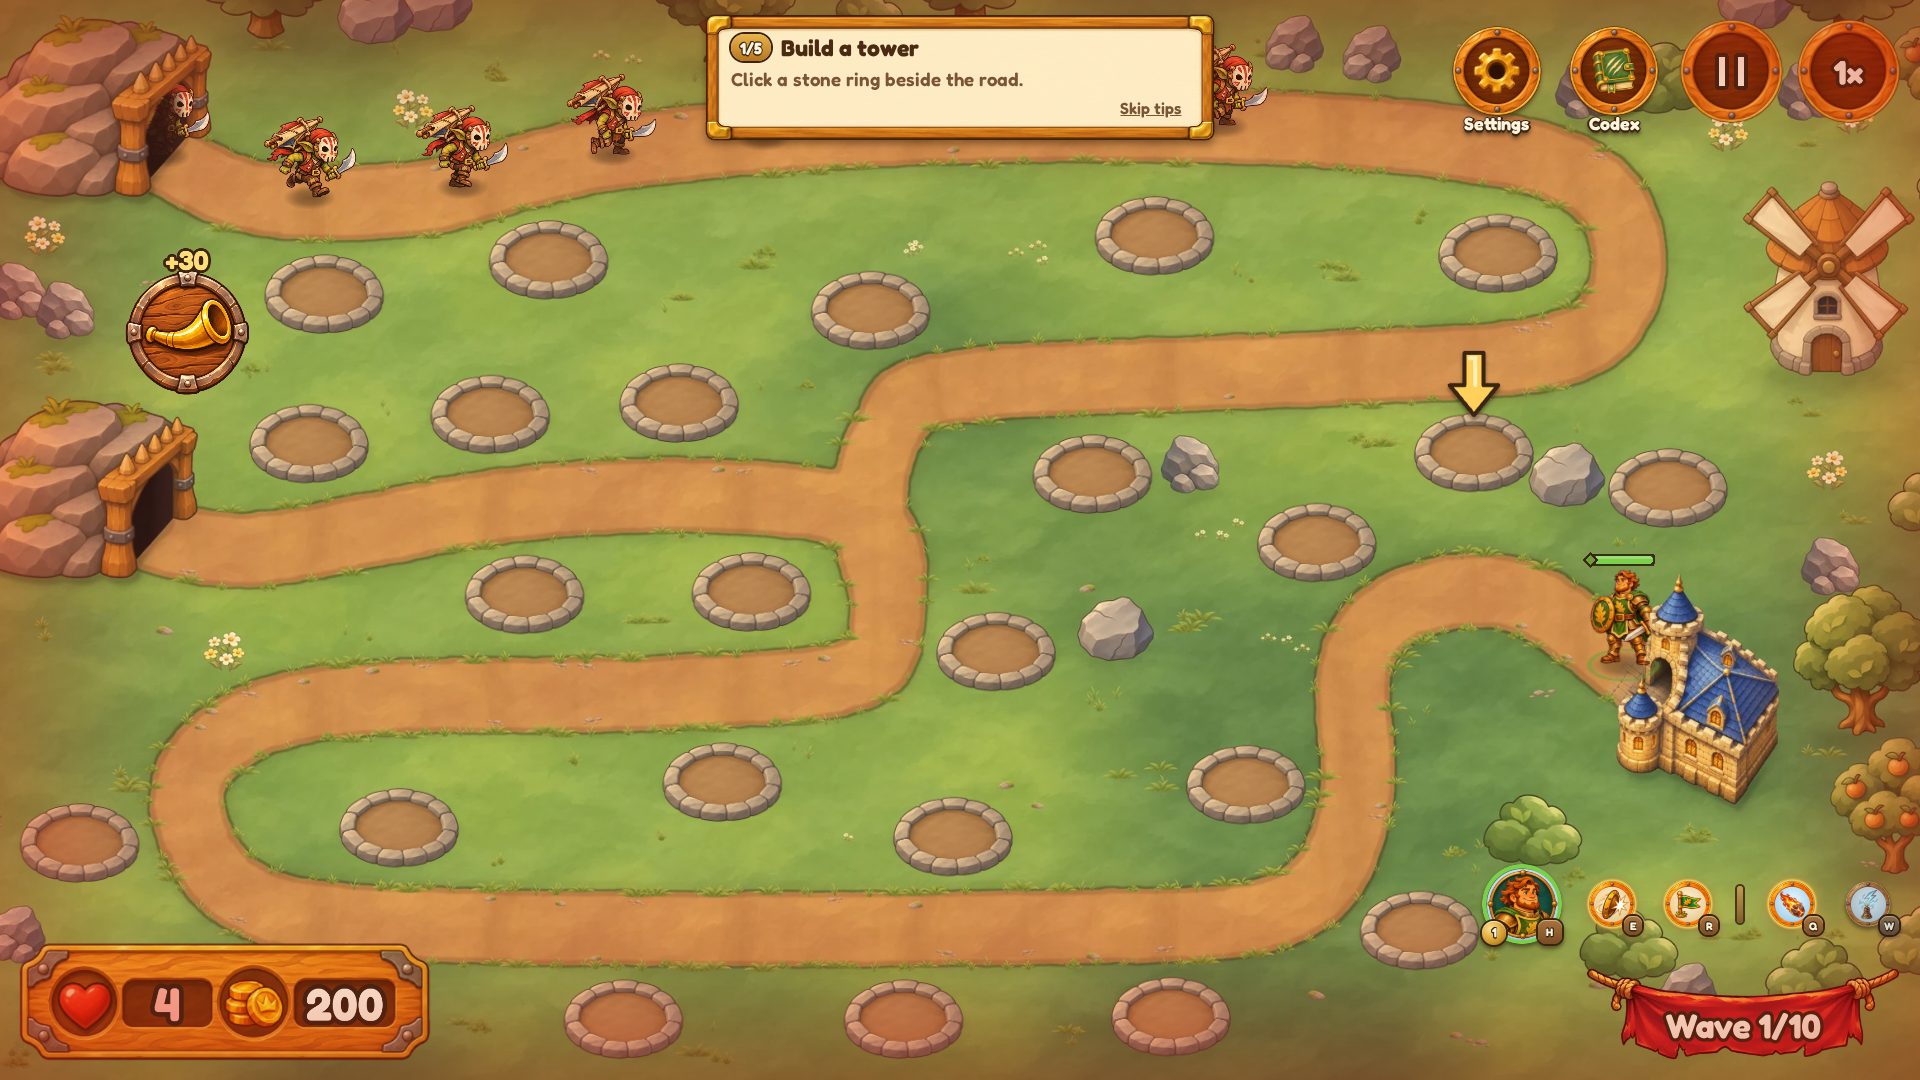 1/5 Build a tower
Click a stone ring beside the road.
Skip tips
1x
Settings
Codex
+30
1
H
E
R
Q
W
4
200
Wave 1/10